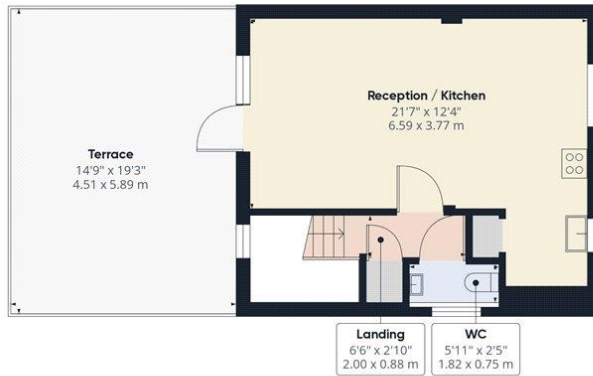 Reception / Kitchen
21'7" x 12'4"
6.59 x 3.77 m
Terrace
14'9" x 19'3"
4.51 x 5.89 m
Landing
6'6" x 2'10"
2.00 x 0.88 m
WC
5'11" x 2'5"
1.82 x 0.75 m